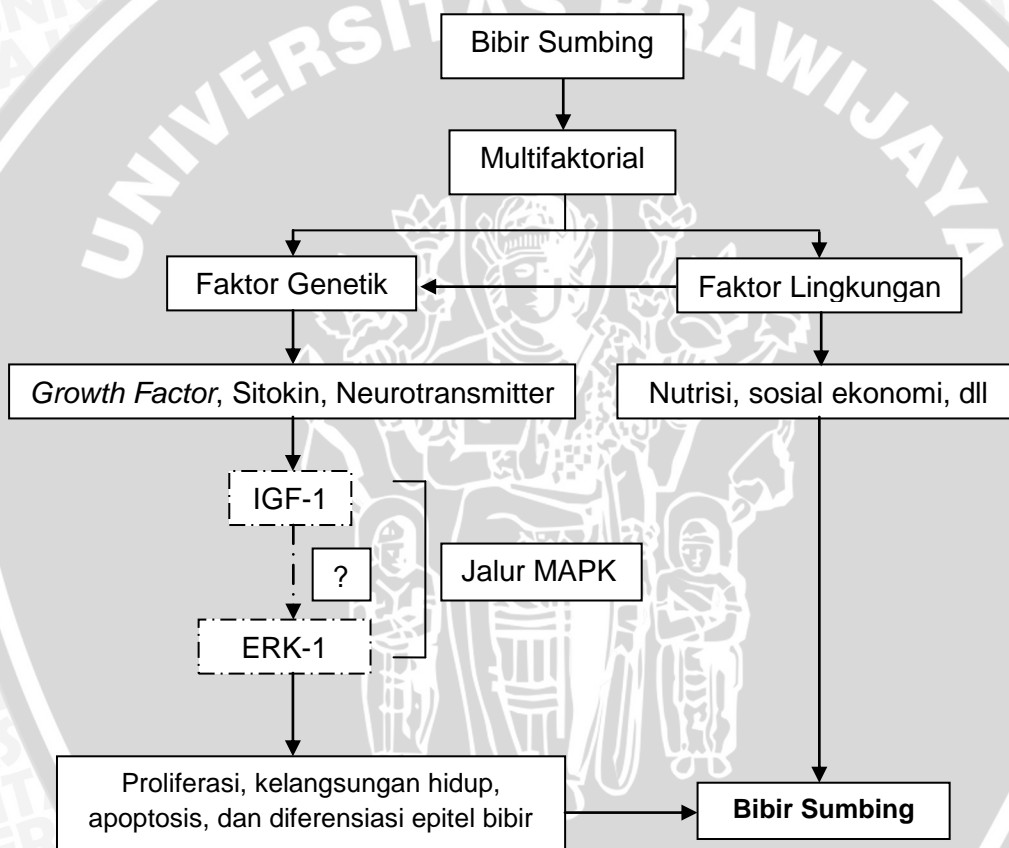 UNIVERSITAS BRAWIJAYA
Bibir Sumbing
Multifaktorial
Faktor Genetik
Faktor Lingkungan
Growth Factor, Sitokin, Neurotransmitter
Nutrisi, sosial ekonomi, dll
IGF-1
?
Jalur MAPK
ERK-1
Proliferasi, kelangsungan hidup,
apoptosis, dan diferensiasi epitel bibir
Bibir Sumbing